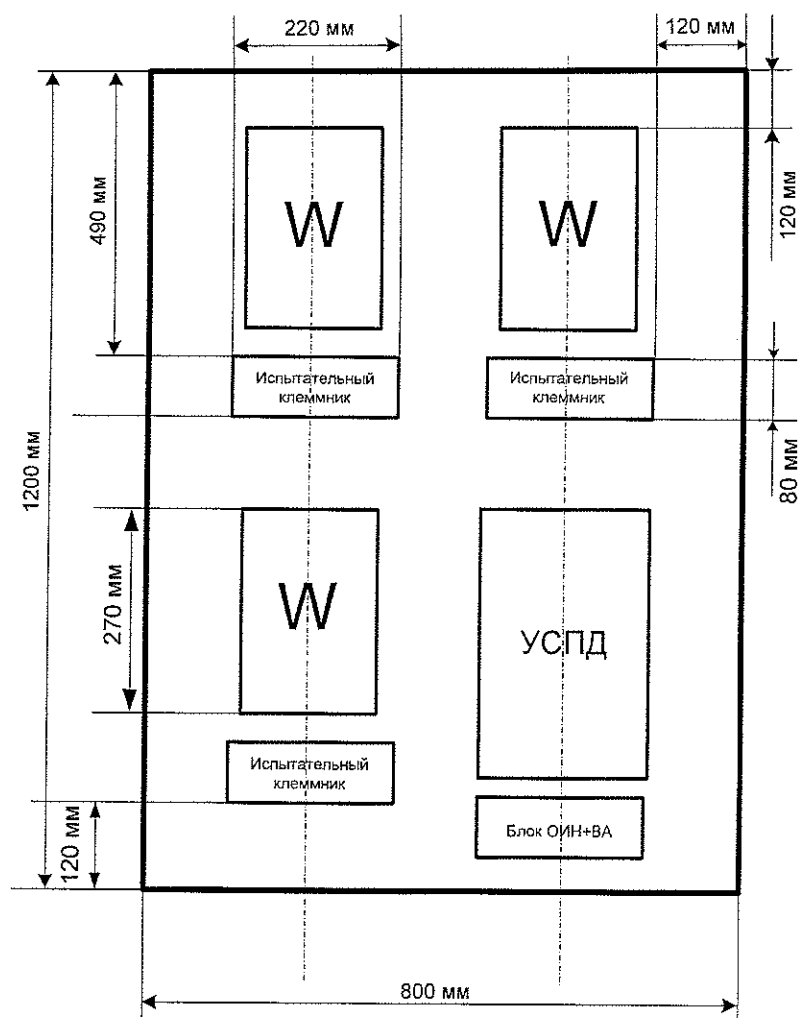 220 мм
120 мм
490 мм
W
W
120 мм
Испытательный
клеммник
Испытательный
клеммник
1200 мм
80 мм
270 мм
W
УСПД
Испытательный
клеммник
120 мм
Блок ОИН+ВА
800 мм